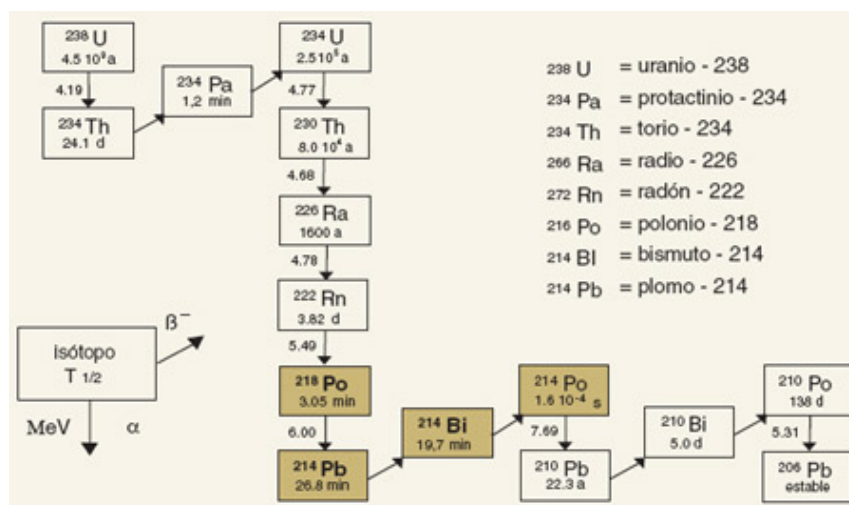 ²³⁸ U
4.5 10⁹ a
4.19
²³⁴ Th
24.1 d
²³⁴ Pa
1,2 min
²³⁴ U
2.5 10⁵ a
4.77
²³⁰ Th
8.0 10⁴ a
4.68
²²⁶ Ra
1600 a
4.78
²²² Rn
3.82 d
5.49
²¹⁸ Po
3.05 min
6.00
²¹⁴ Pb
26.8 min
²¹⁴ Bi
19,7 min
²¹⁴ Po
1.6 10⁻⁴ s
7.69
²¹⁰ Pb
22.3 a
²¹⁰ Bi
5.0 d
²¹⁰ Po
138 d
5.31
²⁰⁶ Pb
estable
²³⁸ U = uranio - 238
²³⁴ Pa = protactinio - 234
²³⁴ Th = torio - 234
²⁶⁶ Ra = radio - 226
²⁷² Rn = radón - 222
²¹⁶ Po = polonio - 218
²¹⁴ BI = bismuto - 214
²¹⁴ Pb = plomo - 214
isótopo
T 1/2
β⁻
MeV α